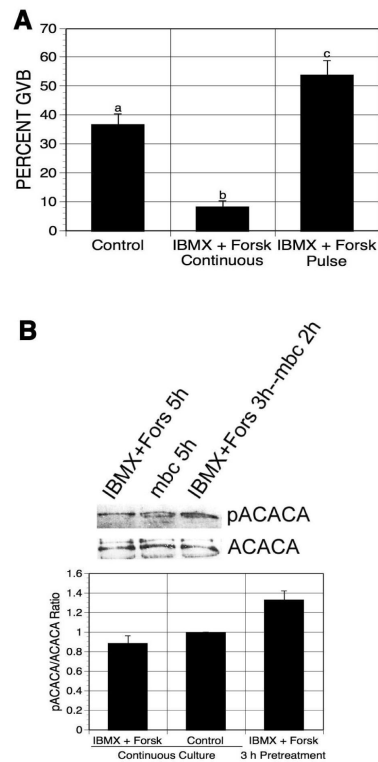 A
PERCENT GVB
70
60
50
40
30
20
10
0
a
b
c
Control
IBMX + Forsk
Continuous
IBMX + Forsk
Pulse
B
IBMX+Fors 5h
mbc 5h
IBMX+Fors 3h--mbc 2h
pACACA
ACACA
pACACA/ACACA Ratio
1.6
1.4
1.2
1
0.8
0.6
0.4
0.2
0
IBMX + Forsk
Control
IBMX + Forsk
Continuous Culture
3 h Pretreatment